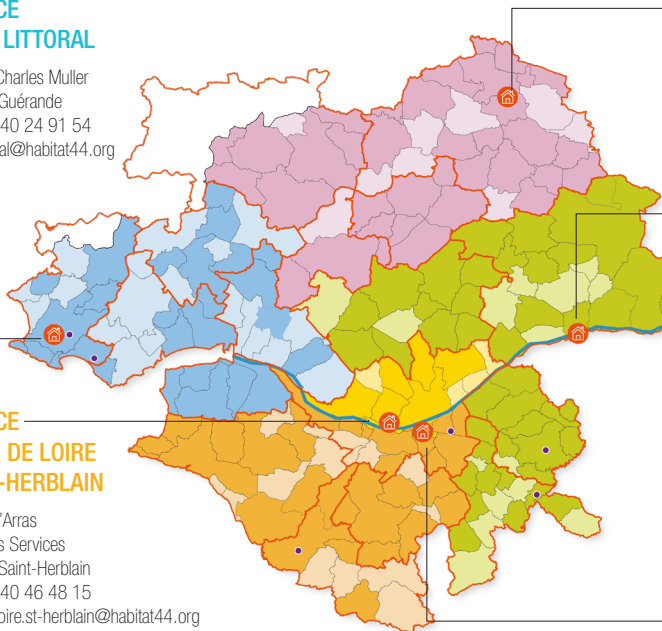 CE
LITTORAL
Charles Muller
Guérande
40 24 91 54
al@habitat44.org
CE
DE LOIRE
-HERBLAIN
d'Arras
s Services
Saint-Herblain
40 46 48 15
oire.st-herblain@habitat44.org